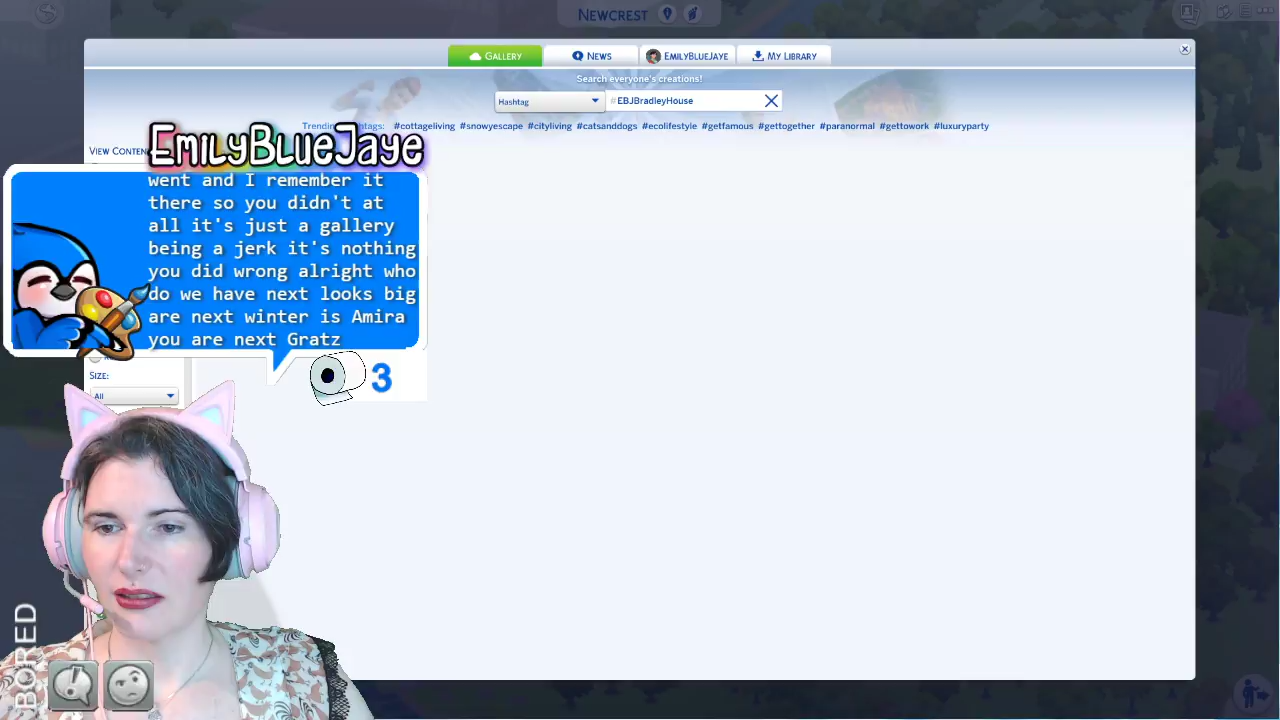 NEWCREST
GALLERY
NEWS
EMILYBLUEJAYE
MY LIBRARY
Search everyone's creations!
Hashtag
# EBJBradleyHouse
#cottageliving #snowyescape #cityliving #catsanddogs #ecolifestyle #getfamous #gettogether #paranormal #gettowork #luxuryparty
VIEW
EmilyBlueJaye
went and I remember it
there so you didn't at
all it's just a gallery
being a jerk it's nothing
you did wrong alright who
do we have next looks big
are next winter is Amira
you are next Gratz
3
SIZE:
All
BORED